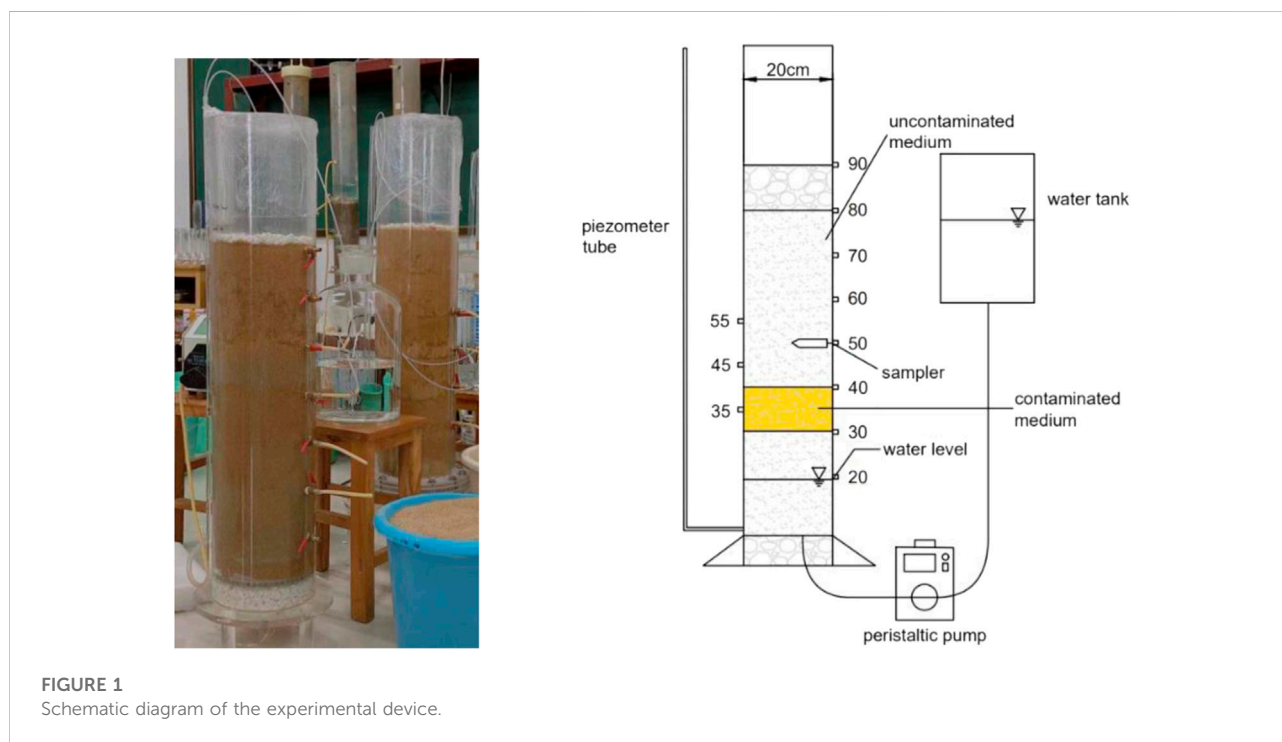 20cm
uncontaminated
medium
90
water tank
80
piezometer
tube
70
60
55
50
45
sampler
40
35
contaminated
medium
30
water level
20
peristaltic pump
FIGURE 1
Schematic diagram of the experimental device.